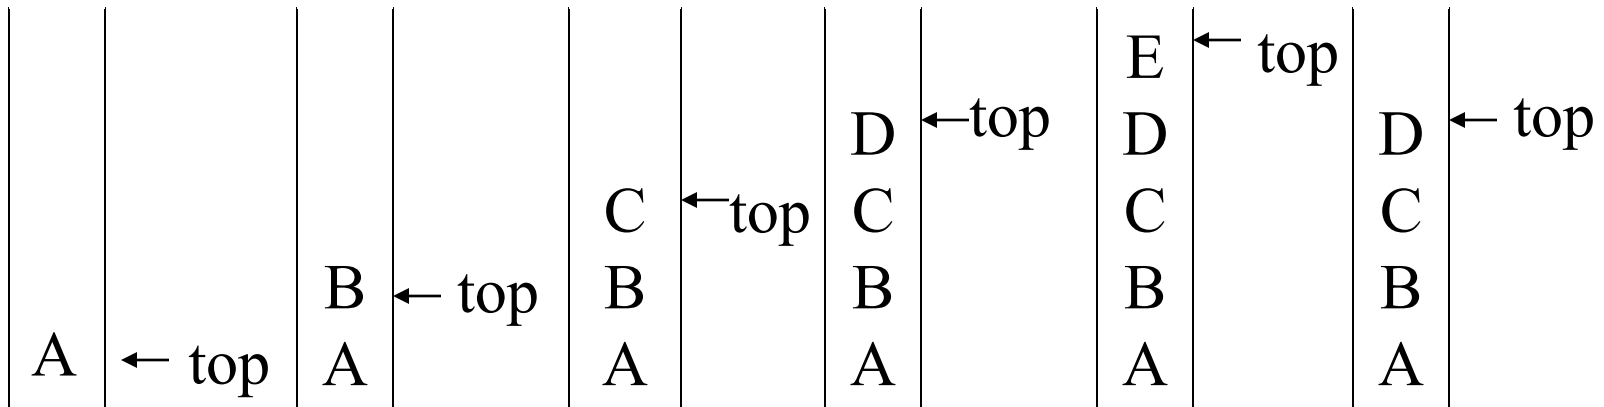 E ← top
D ← top D D ← top
C ← top C C C
B ← top B B B B
A ← top A A A A A